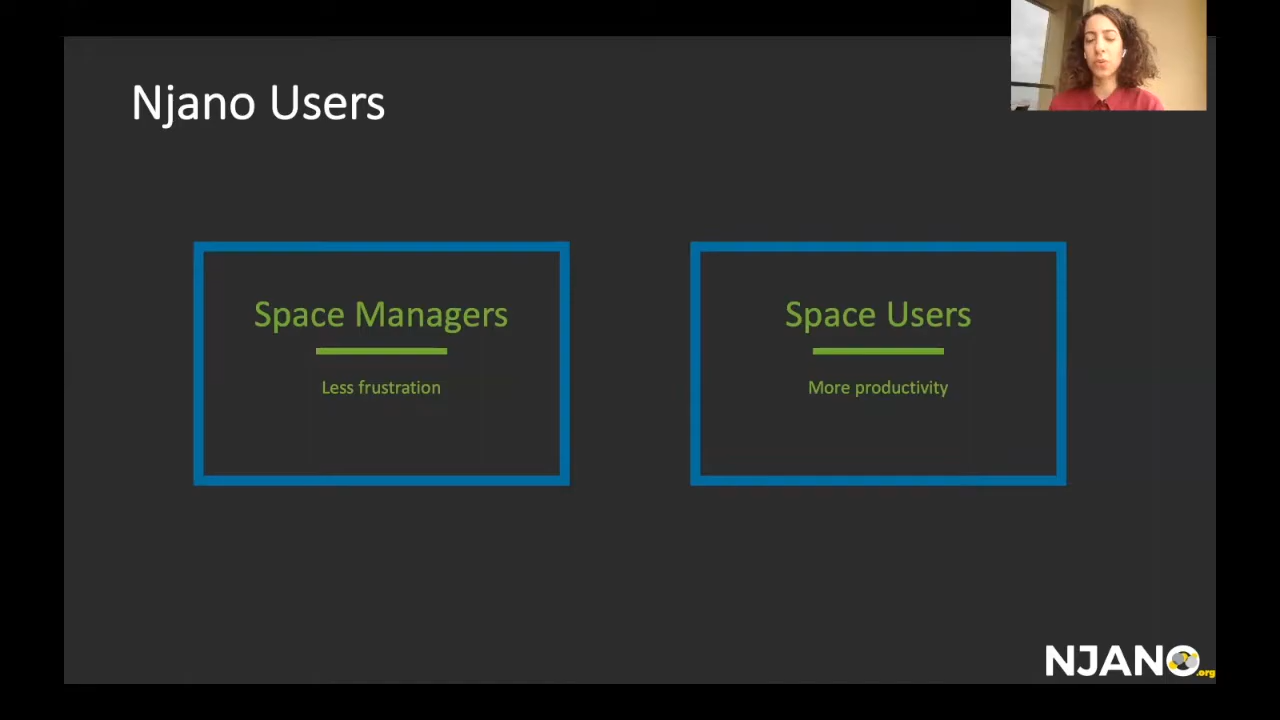 Njano Users
Space Managers
Less frustration
Space Users
More productivity
NJANO.org